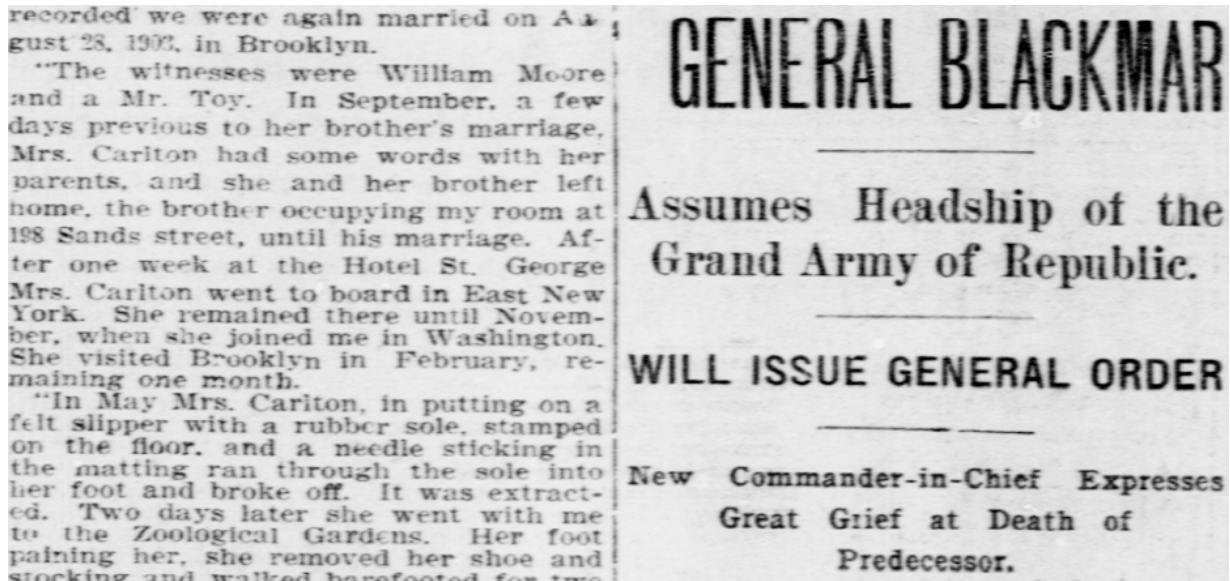 recorded we were again married on Au-
gust 28, 1903, in Brooklyn.
"The witnesses were William Moore
and a Mr. Toy. In September, a few
days previous to her brother's marriage,
Mrs. Carlton had some words with her
parents, and she and her brother left
home, the brother occupying my room at
198 Sands street, until his marriage. Af-
ter one week at the Hotel St. George
Mrs. Carlton went to board in East New
York. She remained there until Novem-
ber, when she joined me in Washington.
She visited Brooklyn in February, re-
maining one month.
"In May Mrs. Carlton, in putting on a
felt slipper with a rubber sole, stamped
on the floor, and a needle sticking in
the matting ran through the sole into
her foot and broke off. It was extract-
ed. Two days later she went with me
to the Zoological Gardens. Her foot
paining her, she removed her shoe and
stocking and walked barefooted for two
GENERAL BLACKMAR
Assumes Headship of the
Grand Army of Republic.
WILL ISSUE GENERAL ORDER
New Commander-in-Chief Expresses
Great Grief at Death of
Predecessor.